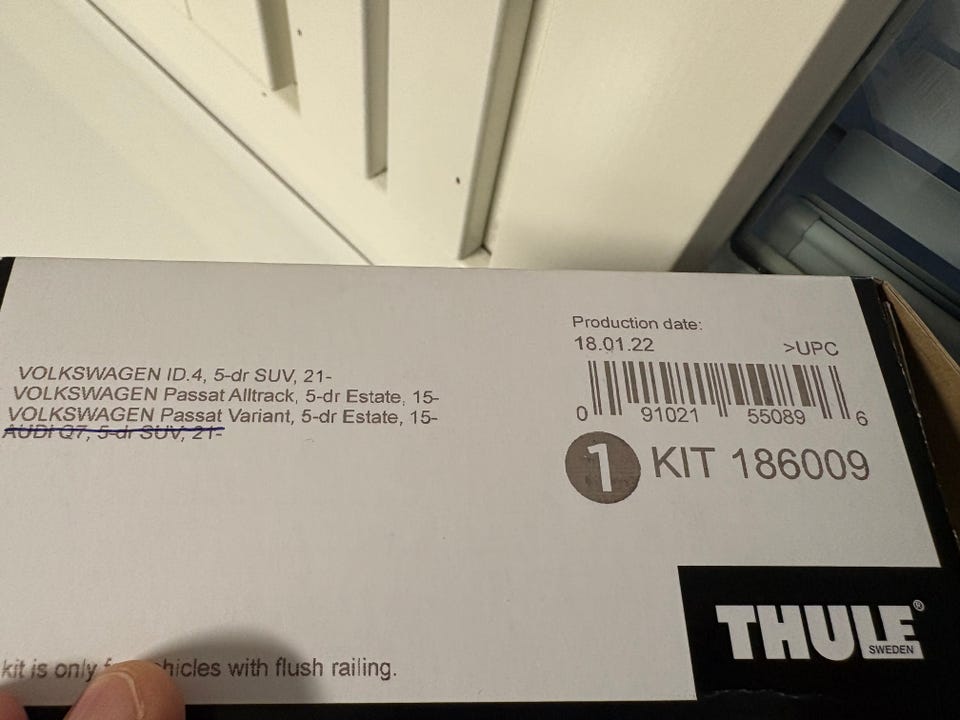 VOLKSWAGEN ID.4, 5-dr SUV, 21-
VOLKSWAGEN Passat Alltrack, 5-dr Estate, 15-
VOLKSWAGEN Passat Variant, 5-dr Estate, 15-
AUDI Q7, 5-dr SUV, 21-
Production date:
18.01.22
>UPC
0 91021 55089 6
1 KIT 186009
THULE®
SWEDEN
kit is only vehicles with flush railing.